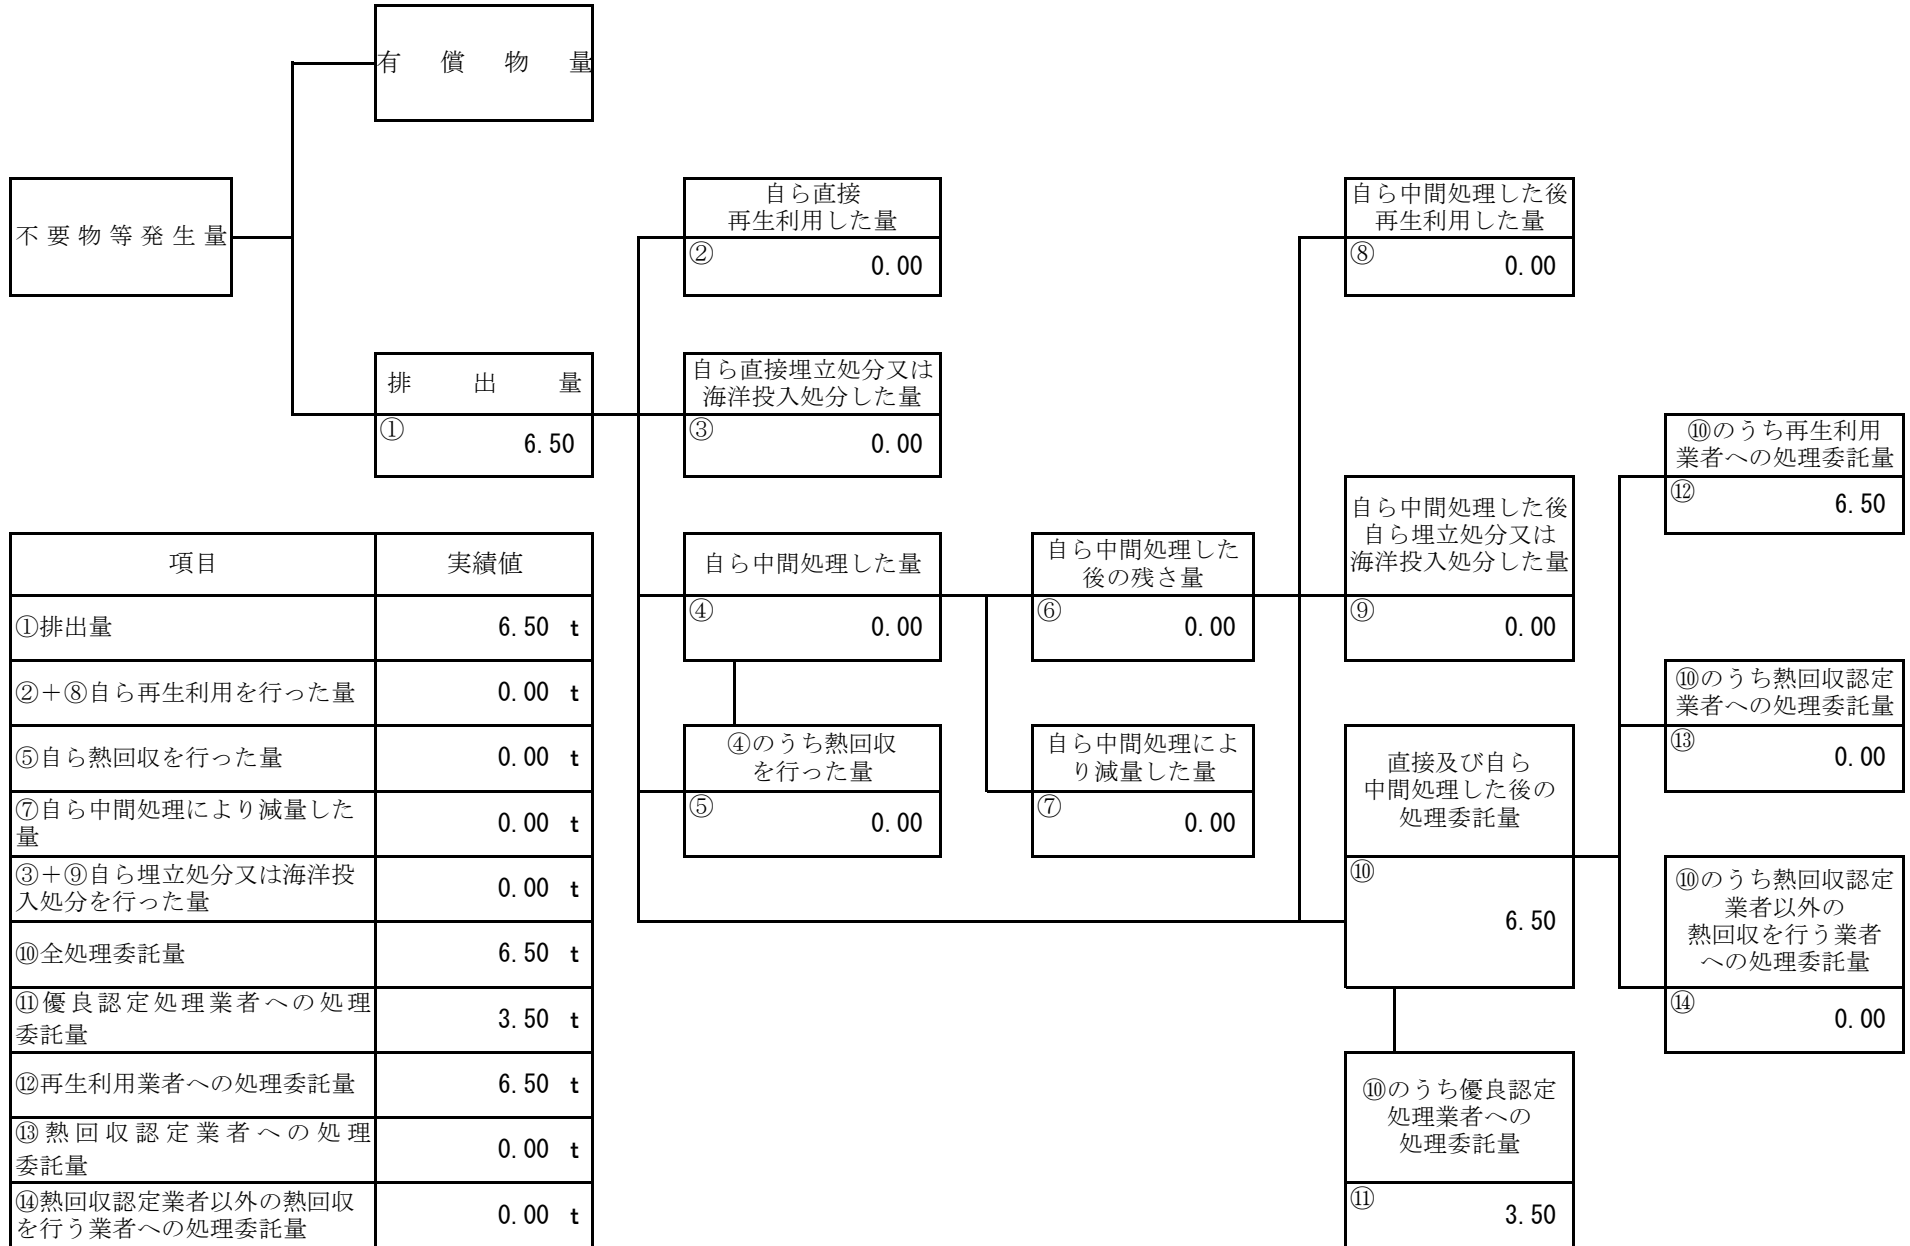 有償物量
不要物等発生量
排出量
①
6.50
自ら直接
再生利用した量
②
0.00
自ら直接埋立処分又は
海洋投入処分した量
③
0.00
自ら中間処理した量
④
0.00
④のうち熱回収
を行った量
⑤
0.00
自ら中間処理した
後の残さ量
⑥
0.00
自ら中間処理によ
り減量した量
⑦
0.00
自ら中間処理した後
再生利用した量
⑧
0.00
自ら中間処理した後
自ら埋立処分又は
海洋投入処分した量
⑨
0.00
直接及び自ら
中間処理した後の
処理委託量
⑩
6.50
⑩のうち優良認定
処理業者への
処理委託量
⑪
3.50
⑩のうち再生利用
業者への処理委託量
⑫
6.50
⑩のうち熱回収認定
業者への処理委託量
⑬
0.00
⑩のうち熱回収認定
業者以外の
熱回収を行う業者
への処理委託量
⑭
0.00
項目 実績値
①排出量 6.50 t
②＋⑧自ら再生利用を行った量 0.00 t
⑤自ら熱回収を行った量 0.00 t
⑦自ら中間処理により減量した
量 0.00 t
③＋⑨自ら埋立処分又は海洋投
入処分を行った量 0.00 t
⑩全処理委託量 6.50 t
⑪優良認定処理業者への処理
委託量 3.50 t
⑫再生利用業者への処理委託量 6.50 t
⑬熱回収認定業者への処理
委託量 0.00 t
⑭熱回収認定業者以外の熱回収
を行う業者への処理委託量 0.00 t